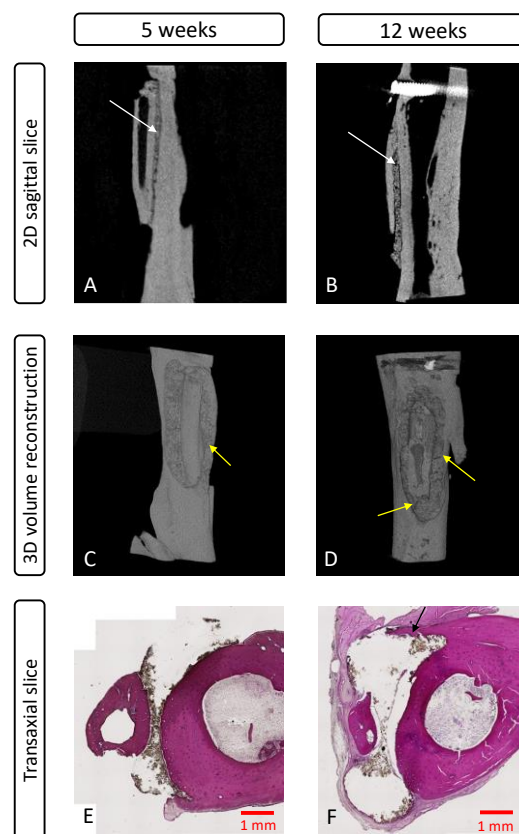 5 weeks
12 weeks
2D sagittal slice
A
B
3D volume reconstruction
C
D
Transaxial slice
E
1 mm
F
1 mm